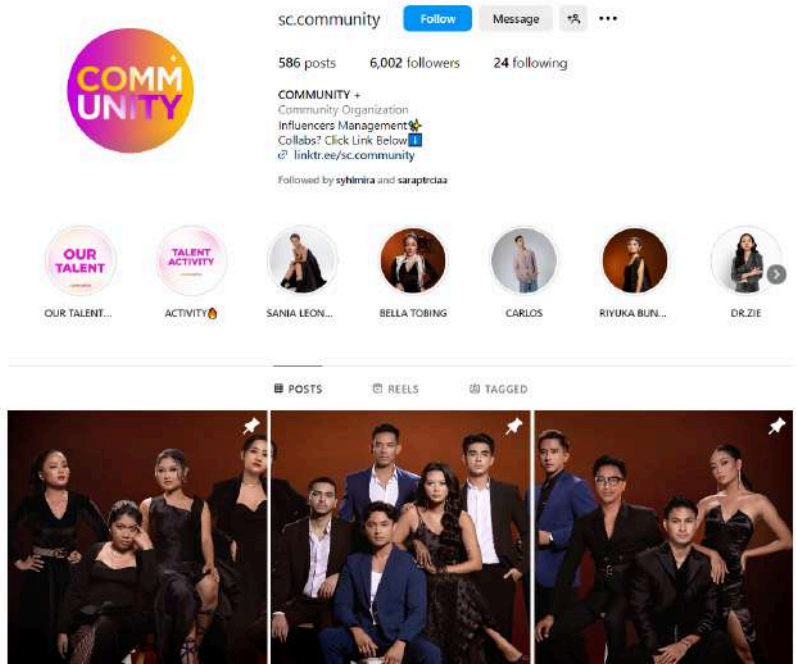 COMM
UNITY
sc.community Follow Message
586 posts 6,002 followers 24 following
COMMUNITY +
Community Organization
Influencers Management✨
Collabs? Click Link Below⬇️
linktr.ee/sc.community
Followed by syhimira and saraptrciaa
OUR
TALENT
TALENT
ACTIVITY
OUR TALENT... ACTIVITY🔥 SANIA LEON... BELLA TOBING CARLOS RIYUKA BUN... DR.ZIE
POSTS REELS TAGGED